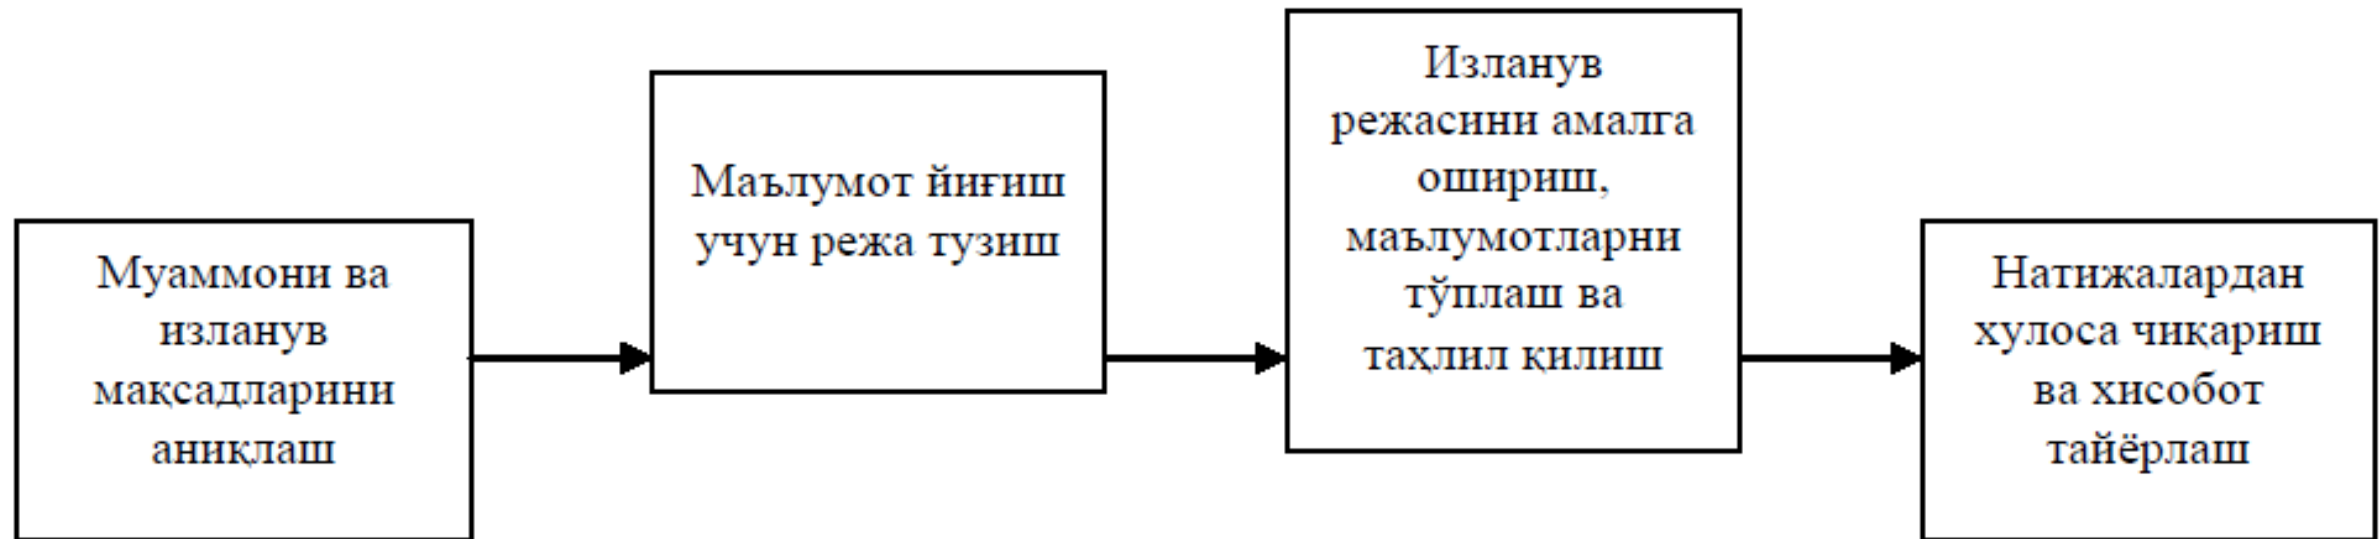 Муаммони ва
изланув
мақсадларини
аниқлаш
Маълумот йиғиш
учун режа тузиш
Изланув
режасини амалга
ошириш,
маълумотларни
тўплаш ва
таҳлил қилиш
Натижалардан
хулоса чиқариш
ва хисобот
тайёрлаш